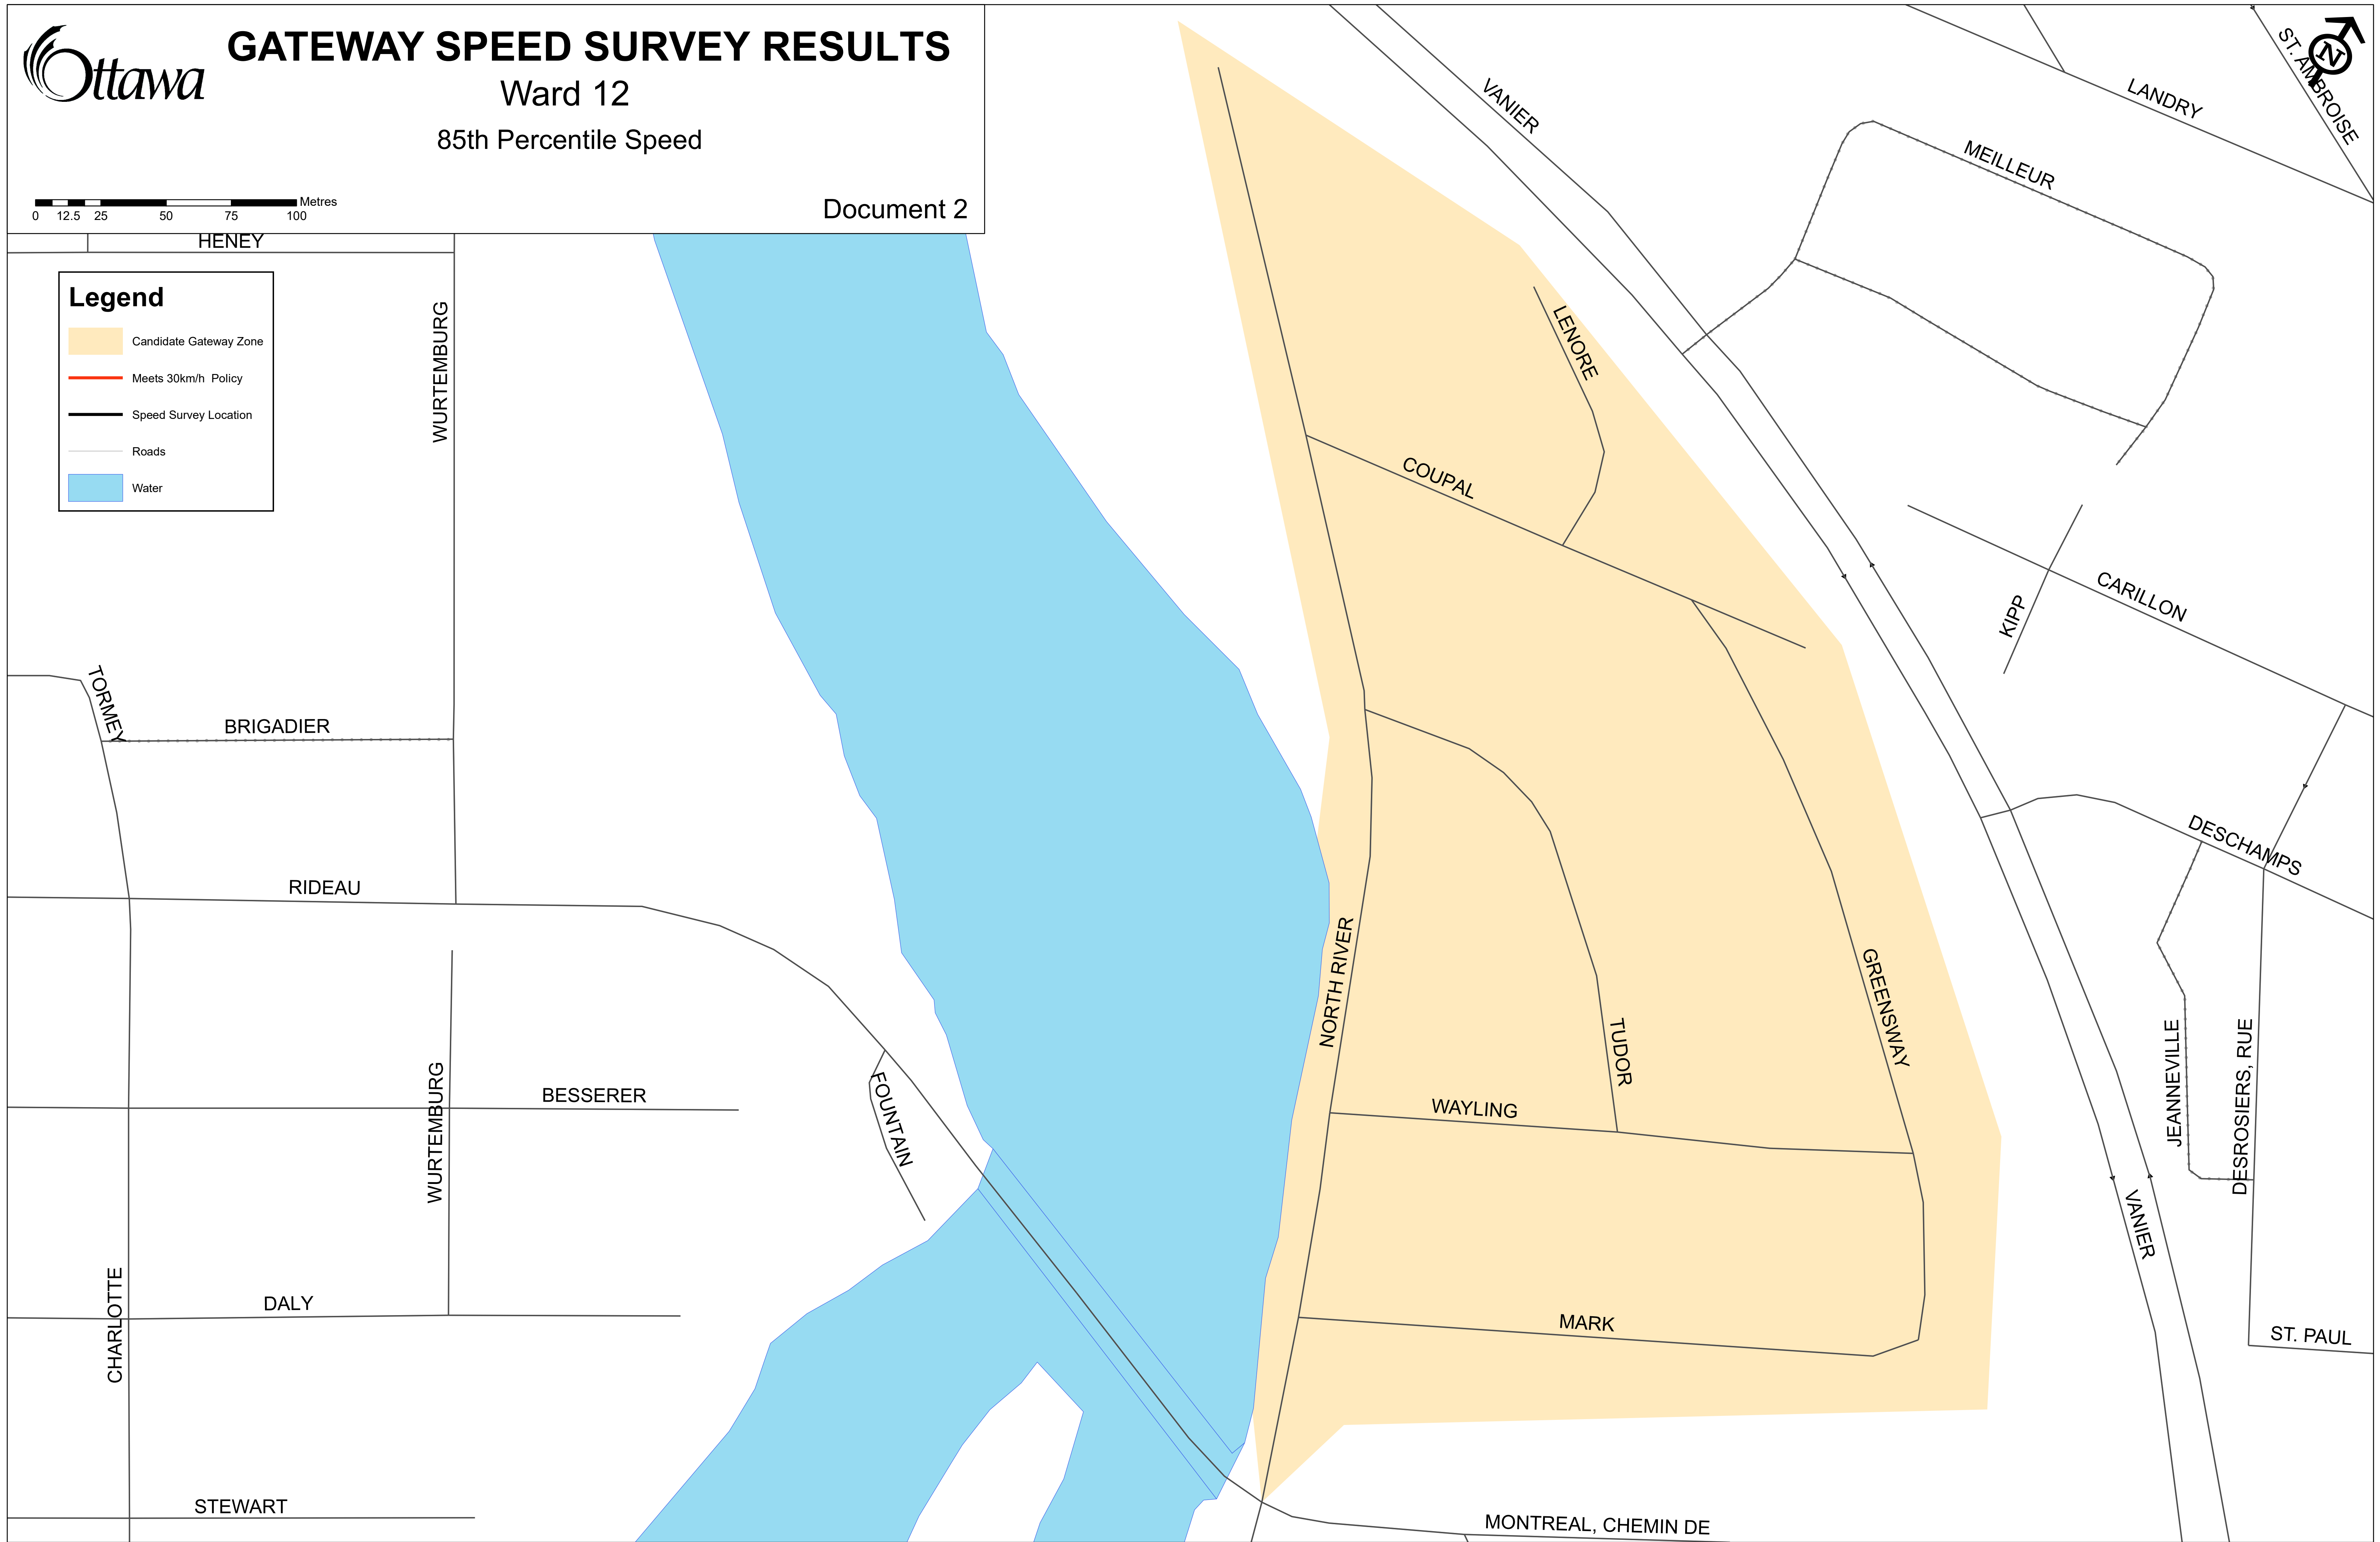 Ottawa
GATEWAY SPEED SURVEY RESULTS
Ward 12
85th Percentile Speed
Metres
0 12.5 25 50 75 100
Document 2
N
Legend
Candidate Gateway Zone
Meets 30km/h Policy
Speed Survey Location
Roads
Water
HENEY
WURTEMBURG
TORMEY
BRIGADIER
RIDEAU
WURTEMBURG
BESSERER
FOUNTAIN
CHARLOTTE
DALY
STEWART
VANIER
LENORE
COUPAL
NORTH RIVER
TUDOR
GREENSWAY
WAYLING
MARK
MONTREAL, CHEMIN DE
ST. AMBROISE
LANDRY
MEILLEUR
CARILLON
KIPP
DESCHAMPS
JEANNEVILLE
DESROSIERS, RUE
VANIER
ST. PAUL